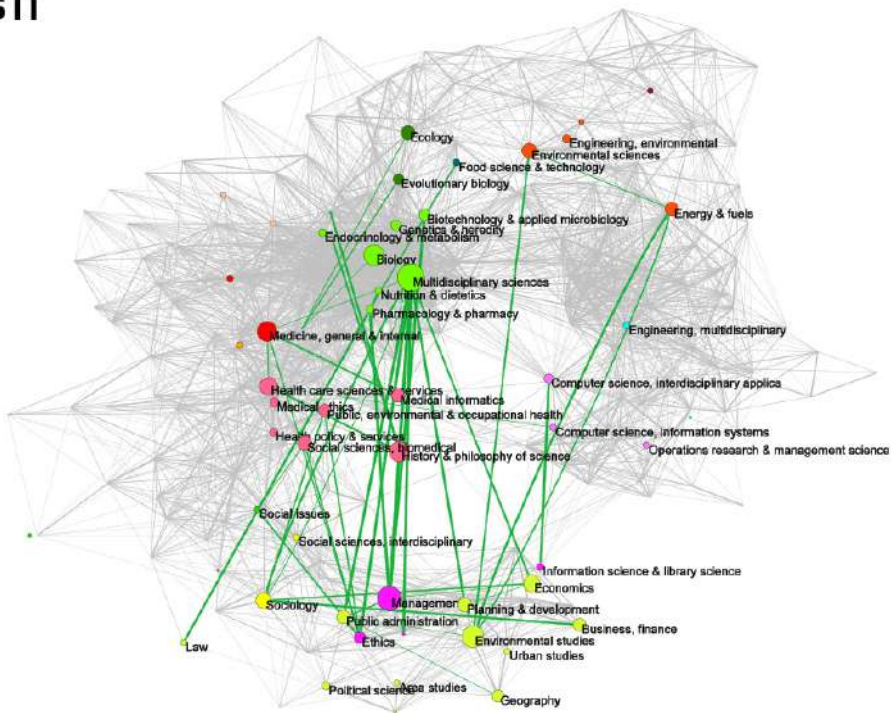 Ecology
Engineering, environmental
Environmental sciences
Food science & technology
Evolutionary biology
Energy & fuels
Biotechnology & applied microbiology
Genetics & heredity
Endocrinology & metabolism
Biology
Multidisciplinary sciences
Nutrition & dietetics
Pharmacology & pharmacy
Engineering, multidisciplinary
Medicine, general & internal
Computer science, interdisciplinary applica
Health care sciences & services
Medical informatics
Medical ethics
Public, environmental & occupational health
Computer science, information systems
Health policy & services
Social sciences, biomedical
Operations research & management science
History & philosophy of science
Social issues
Social sciences, interdisciplinary
Information science & library science
Economics
Sociology
Managemen
Planning & development
Public administration
Business, finance
Ethics
Environmental studies
Law
Urban studies
Political science
Area studies
Geography